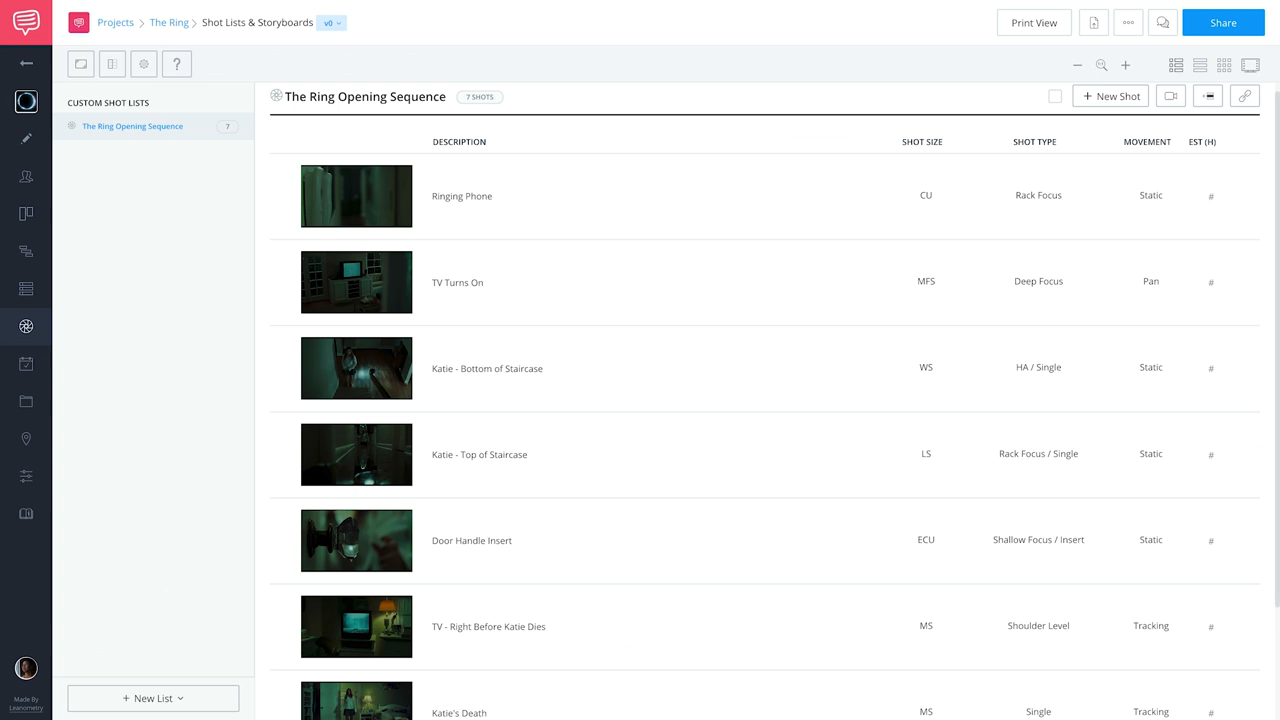 Projects > The Ring > Shot Lists & Storyboards v0
Print View
Share
CUSTOM SHOT LISTS
The Ring Opening Sequence 7
The Ring Opening Sequence 7 SHOTS
+ New Shot
DESCRIPTION SHOT SIZE SHOT TYPE MOVEMENT EST (H)
Ringing Phone CU Rack Focus Static #
TV Turns On MFS Deep Focus Pan #
Katie - Bottom of Staircase WS HA / Single Static #
Katie - Top of Staircase LS Rack Focus / Single Static #
Door Handle Insert ECU Shallow Focus / Insert Static #
TV - Right Before Katie Dies MS Shoulder Level Tracking #
Katie's Death MS Single Tracking #
+ New List
Made By
Leanometry